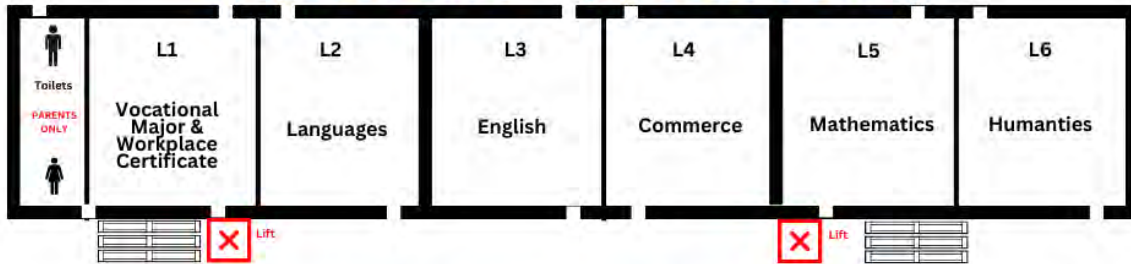 L1
L2
L3
L4
L5
L6
Toilets
PARENTS
ONLY
Vocational
Major &
Workplace
Certificate
Languages
English
Commerce
Mathematics
Humanties
Lift
Lift